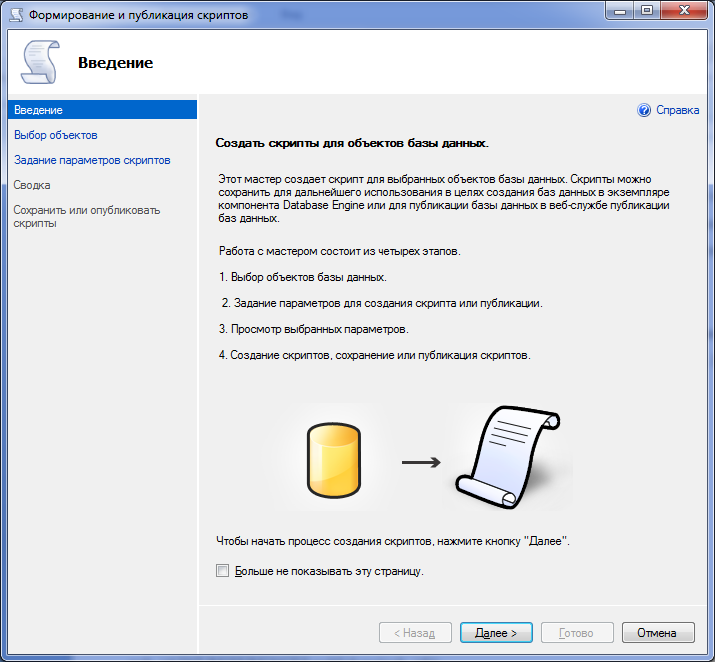 Формирование и публикация скриптов
Введение
Введение
Выбор объектов
Задание параметров скриптов
Сводка
Сохранить или опубликовать
скрипты
Справка
Создать скрипты для объектов базы данных.
Этот мастер создает скрипт для выбранных объектов базы данных. Скрипты можно
сохранить для дальнейшего использования в целях создания баз данных в экземпляре
компонента Database Engine или для публикации базы данных в веб-службе публикации
баз данных.
Работа с мастером состоит из четырех этапов.
1. Выбор объектов базы данных.
2. Задание параметров для создания скрипта или публикации.
3. Просмотр выбранных параметров.
4. Создание скриптов, сохранение или публикация скриптов.
Чтобы начать процесс создания скриптов, нажмите кнопку "Далее".
Больше не показывать эту страницу.
< Назад
Далее >
Готово
Отмена